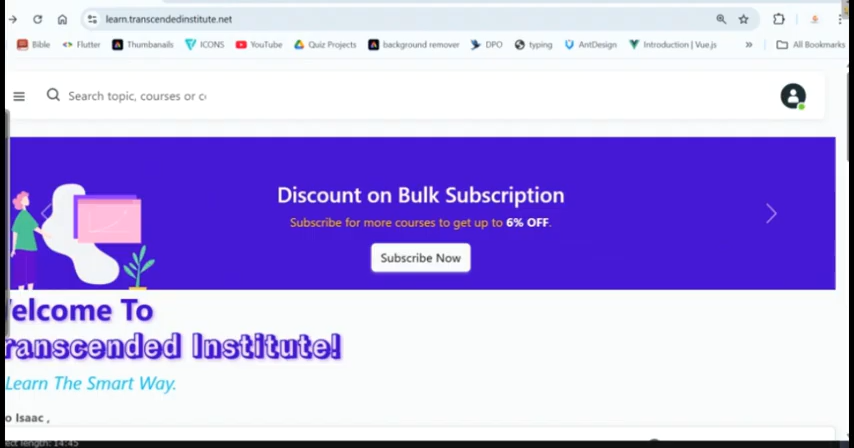 learn.transcendedinstitute.net
Bible Flutter Thumbanails ICONS YouTube Quiz Projects background remover DPO typing AntDesign Introduction | Vue.js » All Bookmarks
Search topic, courses or c
Discount on Bulk Subscription
Subscribe for more courses to get up to 6% OFF.
Subscribe Now
elcome To
ranscended Institute!
Learn The Smart Way.
o Isaac ,
ect length: 14:45